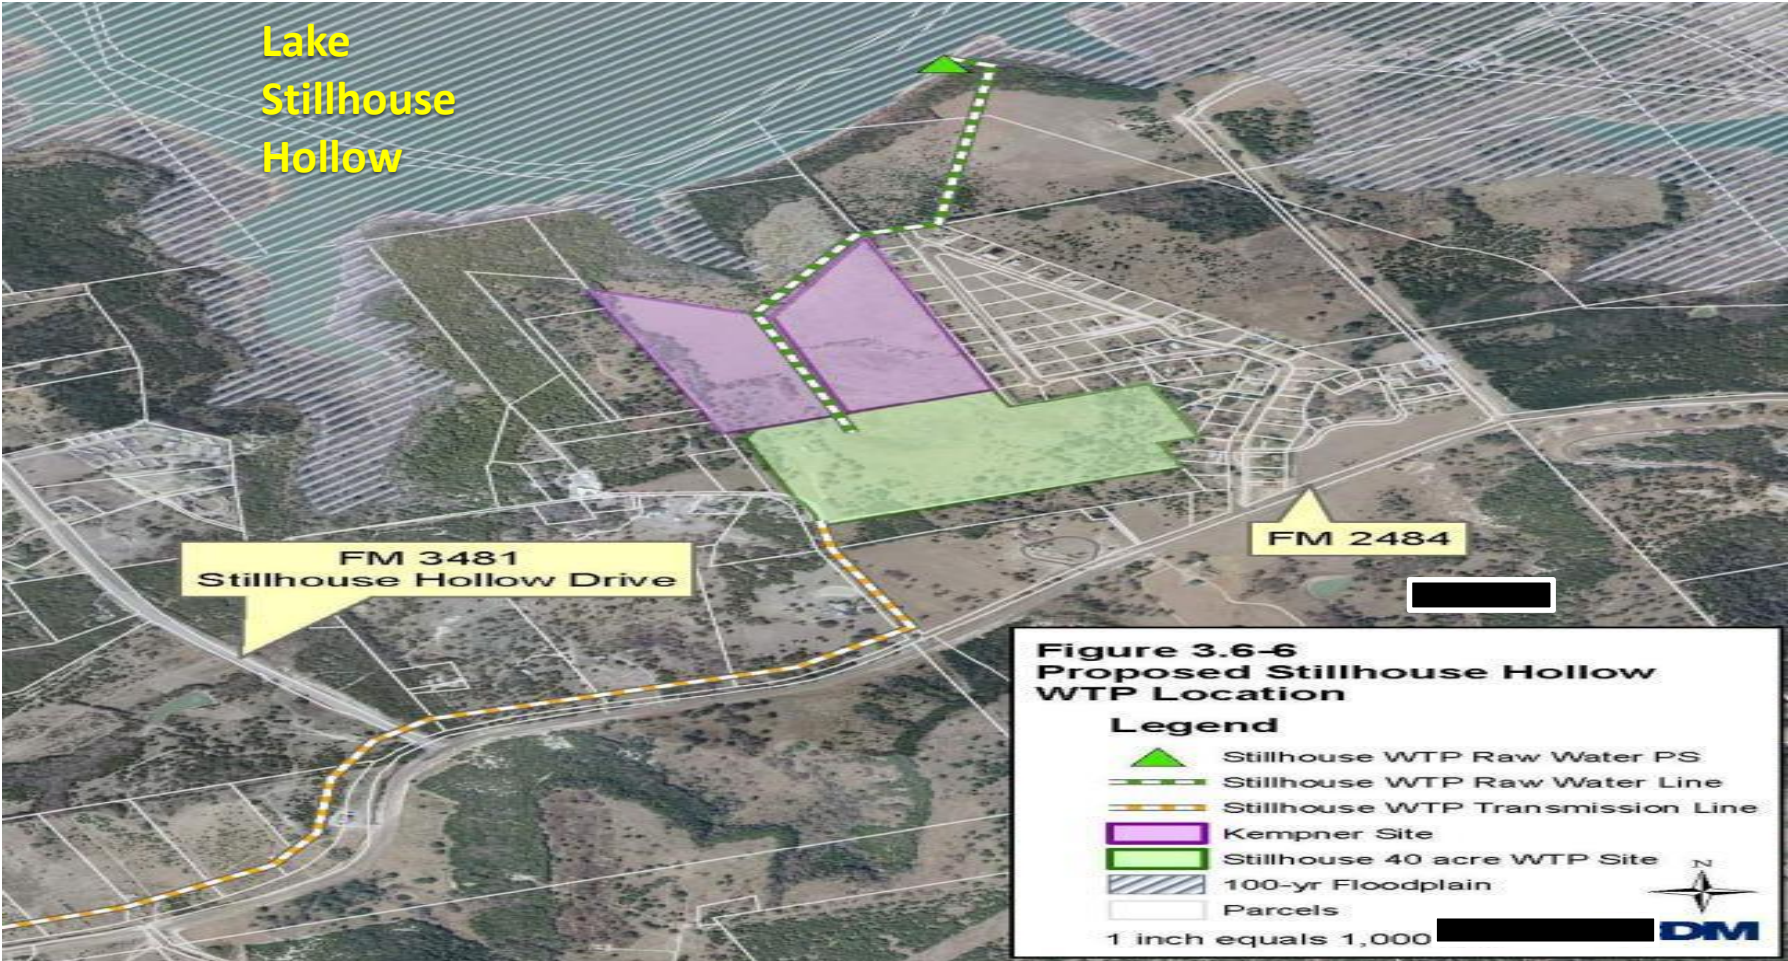 Lake
Stillhouse
Hollow
FM 3481
Stillhouse Hollow Drive
FM 2484
Figure 3.6-6
Proposed Stillhouse Hollow
WTP Location
Legend
Stillhouse WTP Raw Water PS
Stillhouse WTP Raw Water Line
Stillhouse WTP Transmission Line
Kempner Site
Stillhouse 40 acre WTP Site
100-yr Floodplain
Parcels
N
1 inch equals 1,000
DM